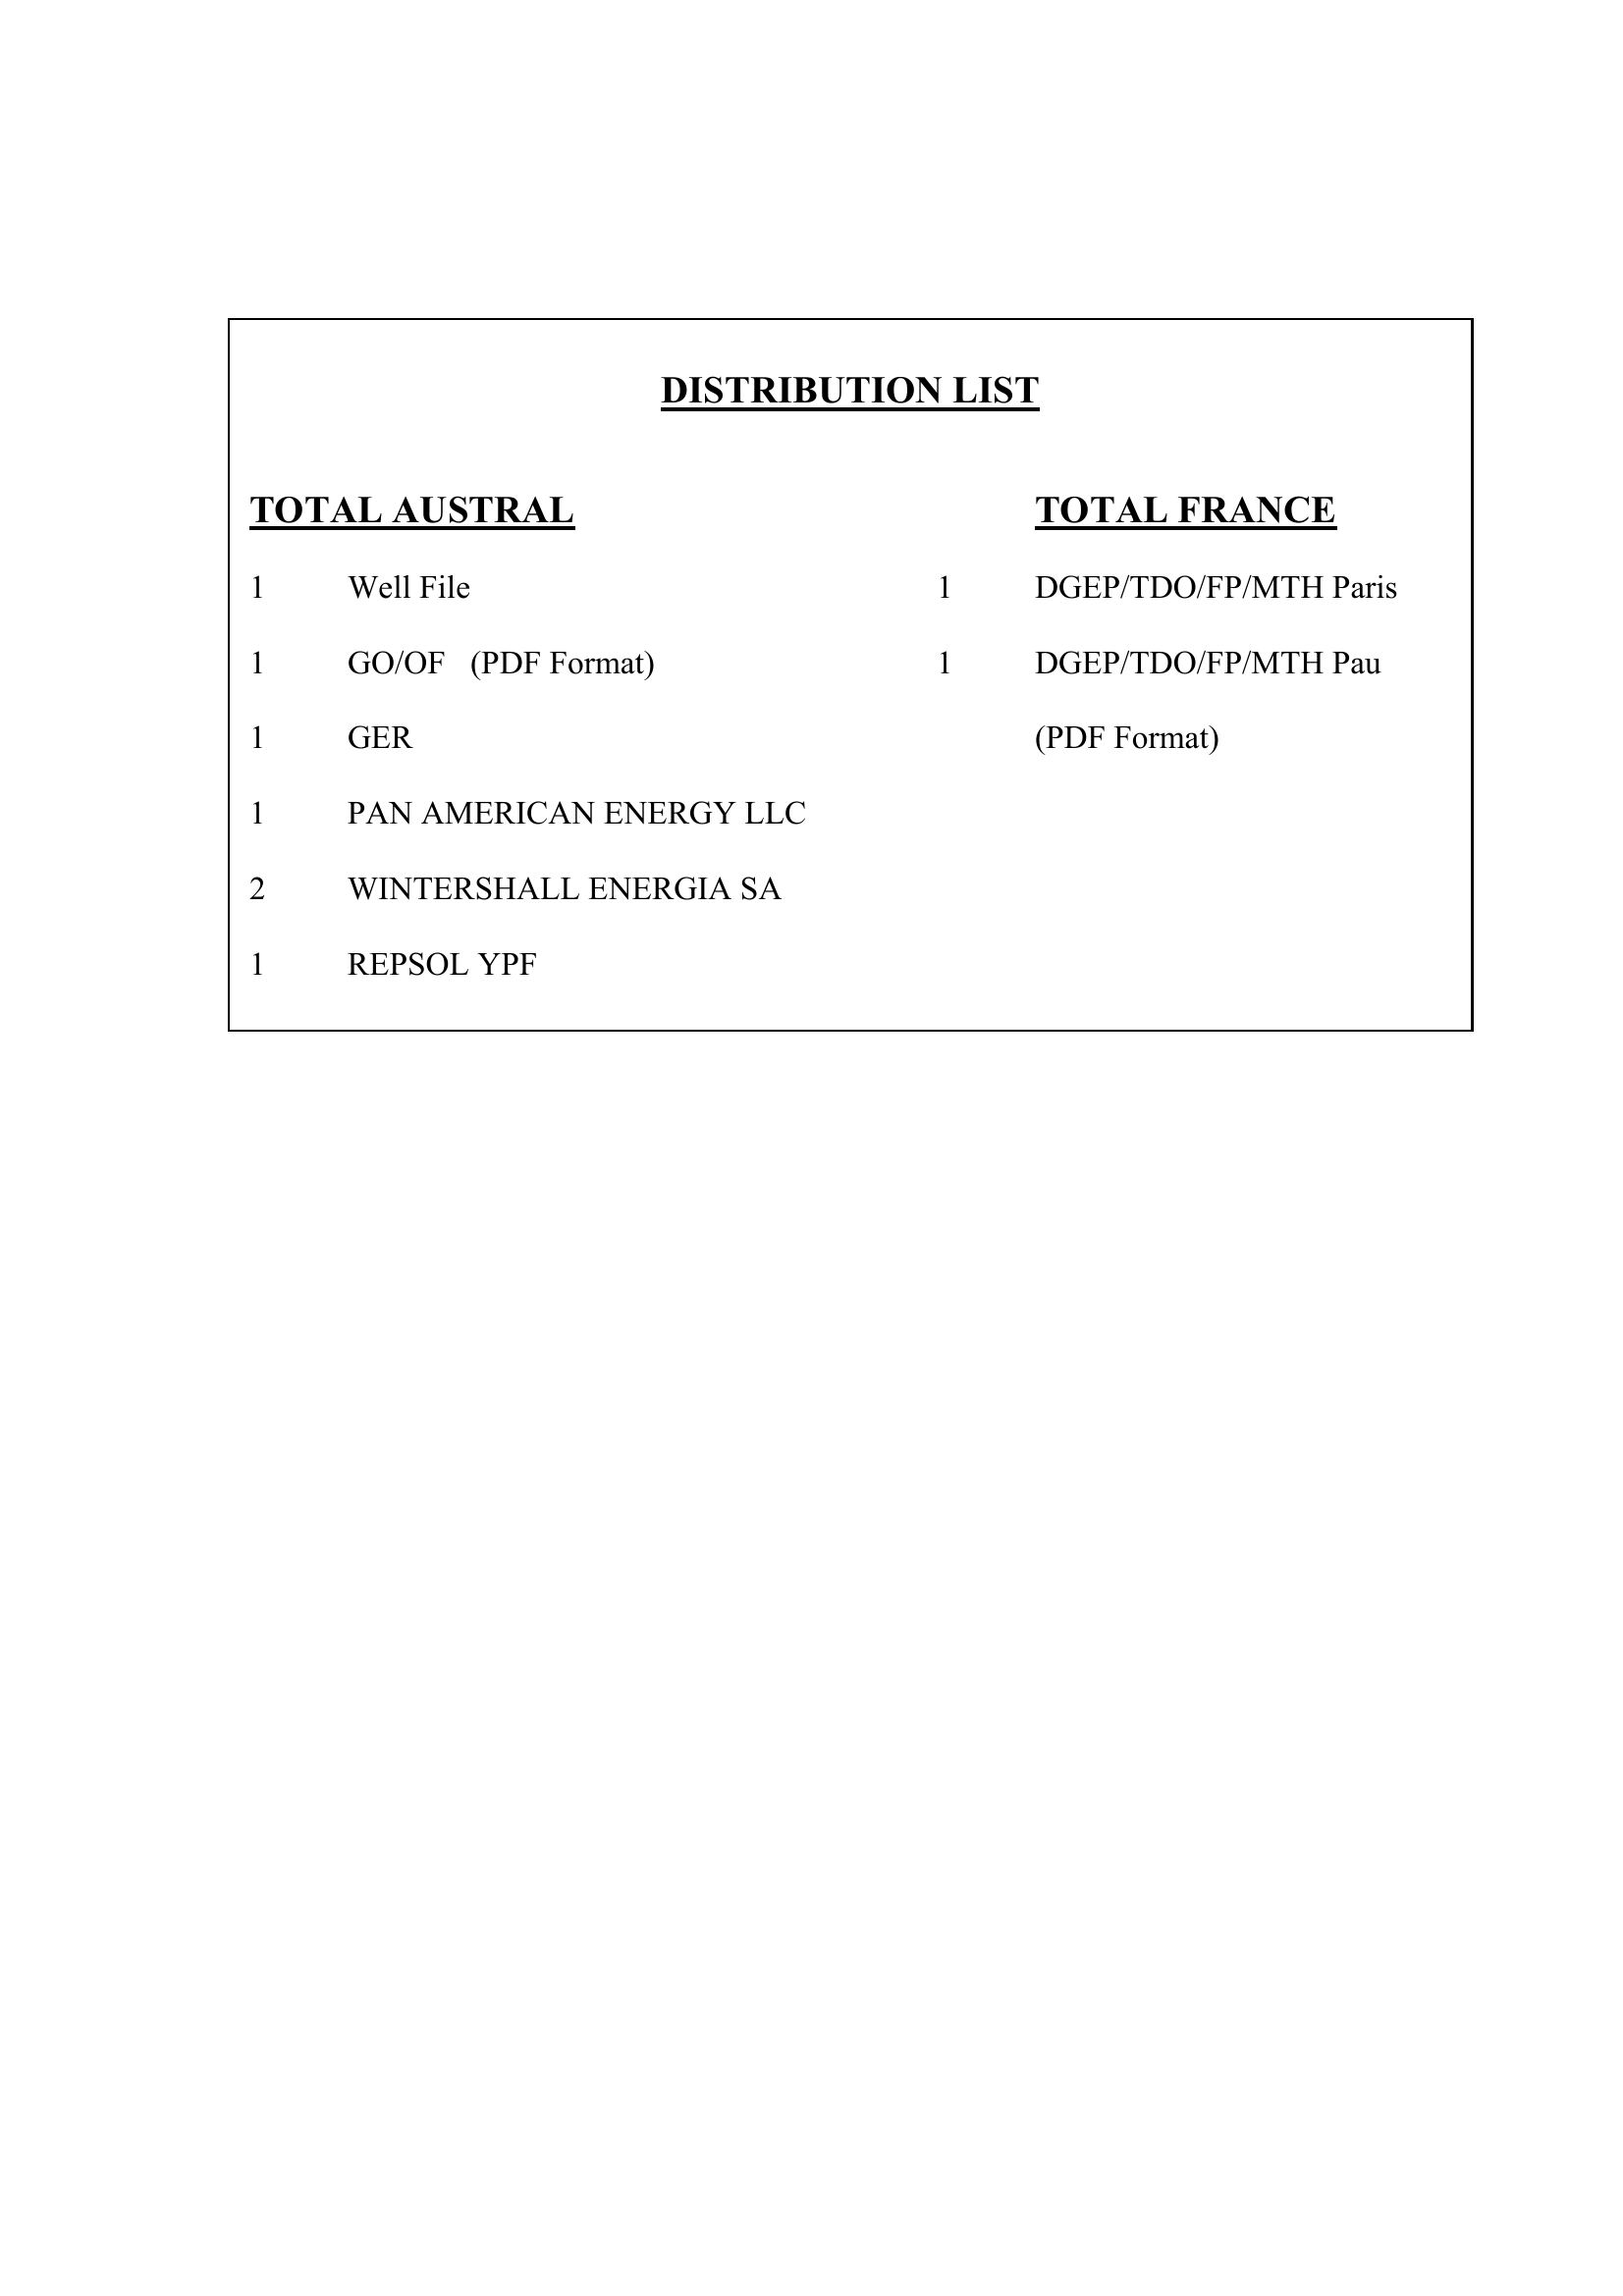 DISTRIBUTION LIST
TOTAL AUSTRAL TOTAL FRANCE
1 Well File 1 DGEP/TDO/FP/MTH Paris
1 GO/OF (PDF Format) 1 DGEP/TDO/FP/MTH Pau
1 GER (PDF Format)
1 PAN AMERICAN ENERGY LLC
2 WINTERSHALL ENERGIA SA
1 REPSOL YPF